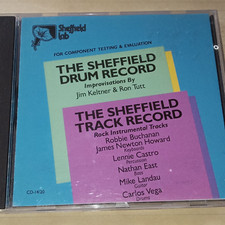 Sheffield
Lab
FOR COMPONENT TESTING & EVALUATION
THE SHEFFIELD
DRUM RECORD
Improvisations By
Jim Keltner & Ron Tutt
THE SHEFFIELD
TRACK RECORD
Rock Instrumental Tracks
Robbie Buchanan
James Newton Howard
Keyboards
Lennie Castro
Percussion
Nathan East
Bass
Mike Landau
Guitar
Carlos Vega
Drums